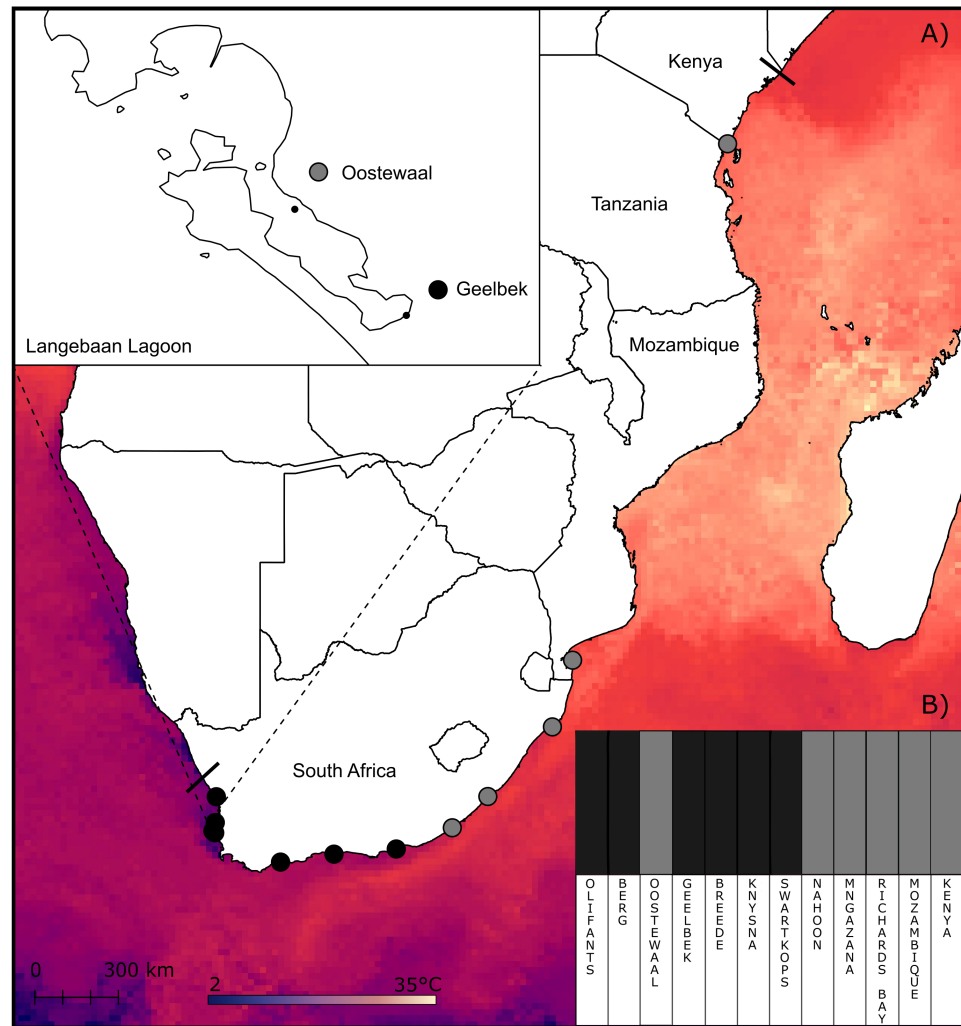 A)
Kenya
Oostewaal
Tanzania
Geelbek
Langebaan Lagoon
Mozambique
South Africa
B)
OLIFANTS
BERG
OOSTEWAAL
GEELBEK
BREEDE
KNYSNA
SWARTKOPS
NAHOON
MNGAZANA
RICHARDS BAY
MOZAMBIQUE
KENYA
0 300 km
2 35°C